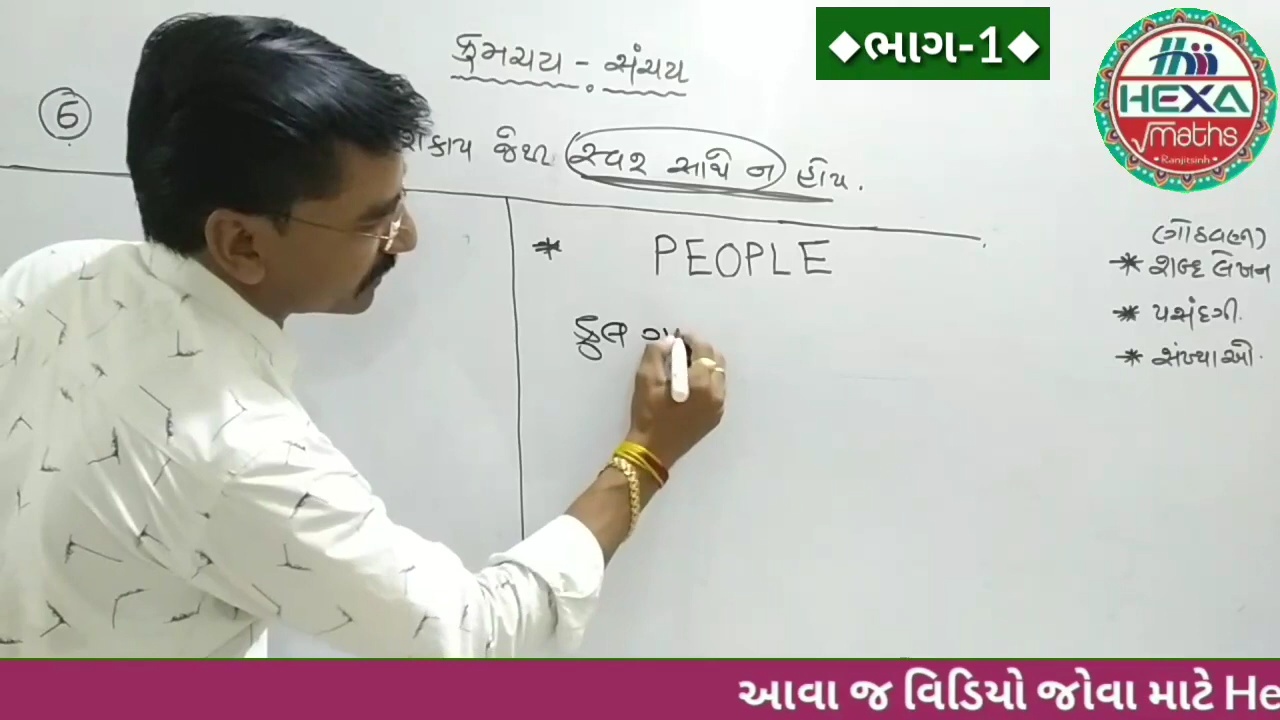 ◆ભાગ-1◆
ક્રમચય - સંચય
HEXA
maths
Ranjitsinh
6
શકાય જેથી સ્વર સાથે ન હોય.
* PEOPLE
કુલ
(ગોઠવણ)
* શબ્દ લેખન
* પસંદગી.
* સંખ્યાઓ.
આવા જ વિડિયો જોવા માટે He